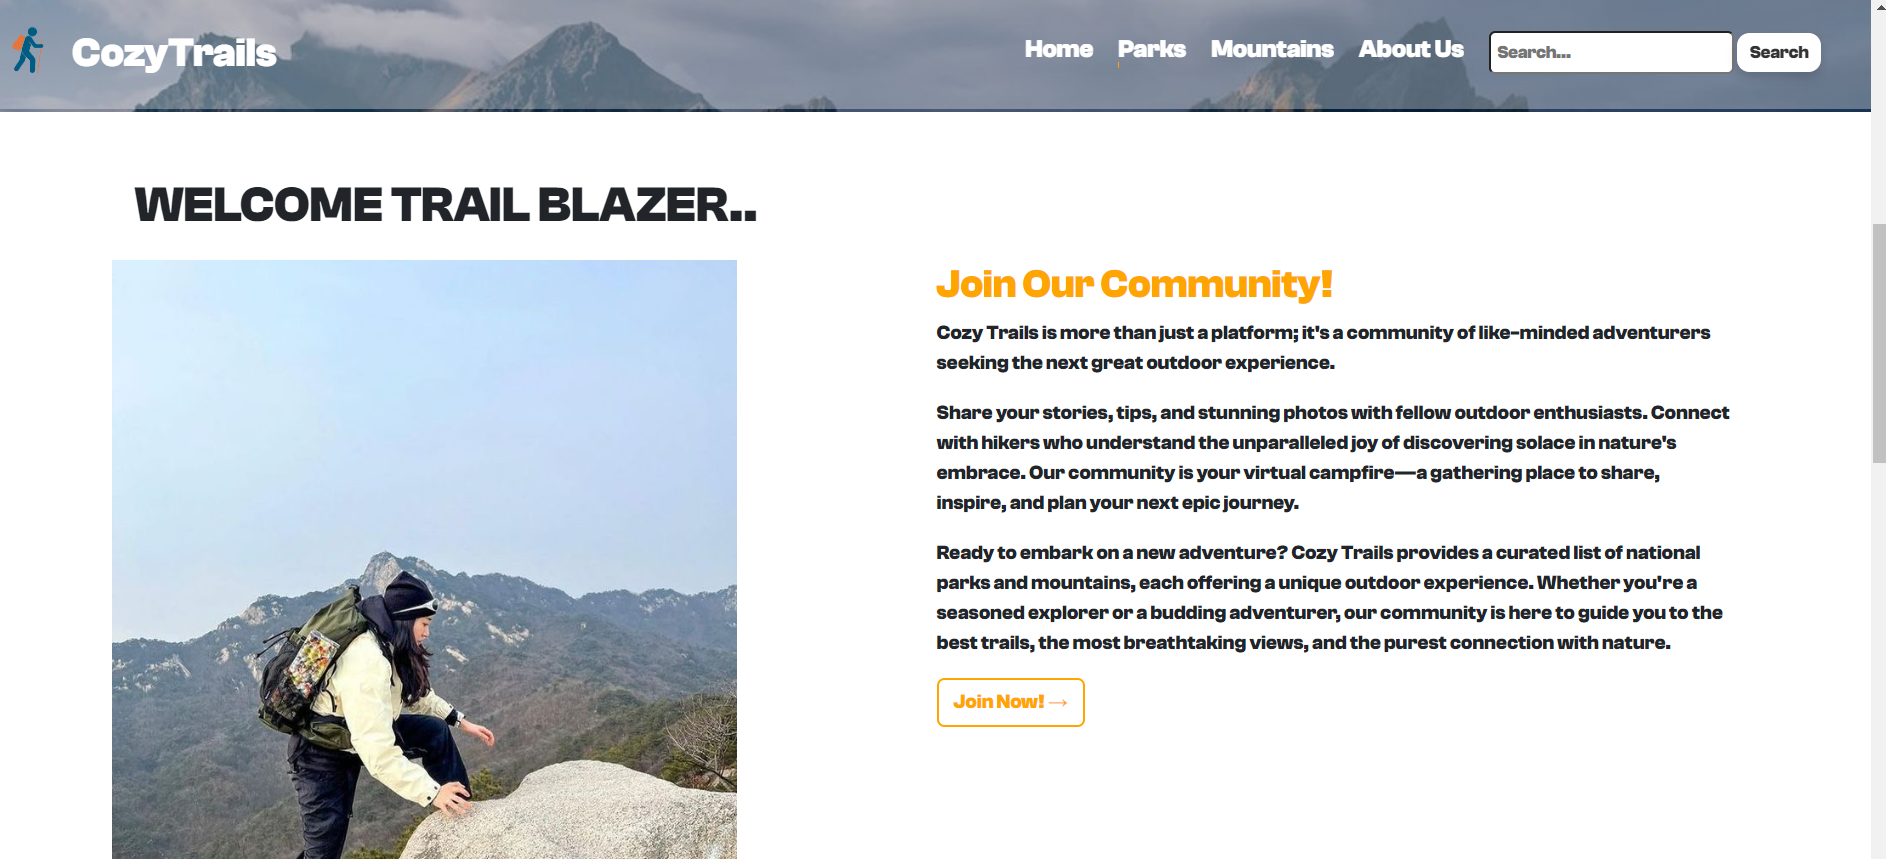 CozyTrails
Home Parks Mountains About Us Search... Search
WELCOME TRAIL BLAZER..
Join Our Community!
Cozy Trails is more than just a platform; it's a community of like-minded adventurers
seeking the next great outdoor experience.
Share your stories, tips, and stunning photos with fellow outdoor enthusiasts. Connect
with hikers who understand the unparalleled joy of discovering solace in nature's
embrace. Our community is your virtual campfire—a gathering place to share,
inspire, and plan your next epic journey.
Ready to embark on a new adventure? Cozy Trails provides a curated list of national
parks and mountains, each offering a unique outdoor experience. Whether you're a
seasoned explorer or a budding adventurer, our community is here to guide you to the
best trails, the most breathtaking views, and the purest connection with nature.
Join Now! →